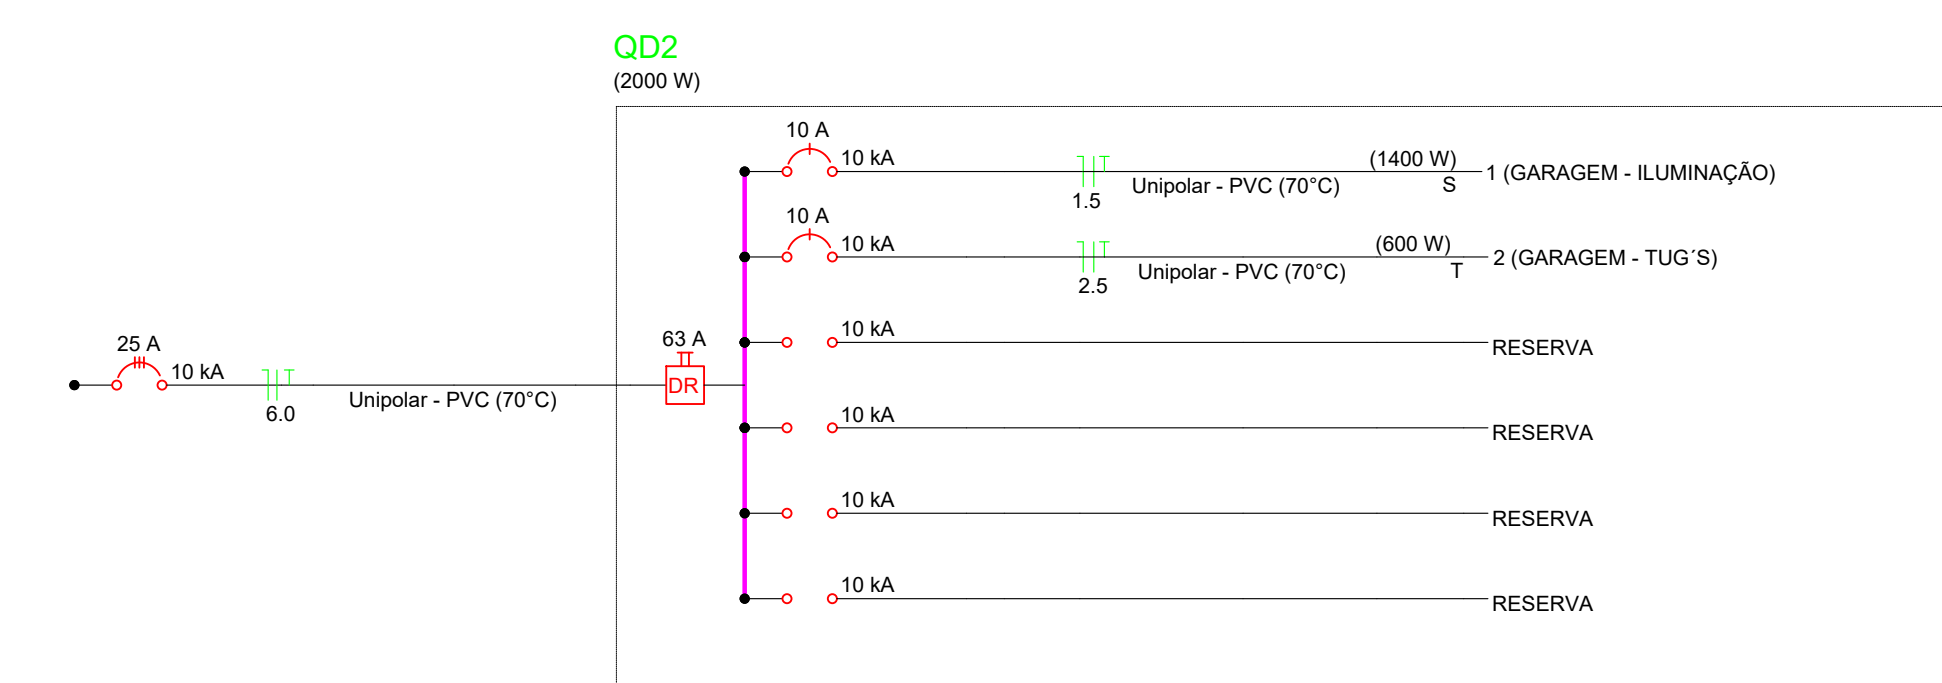 QD2
(2000 W)
10 A
10 kA
1.5
Unipolar - PVC (70°C)
(1400 W)
S
1 (GARAGEM - ILUMINAÇÃO)
10 A
10 kA
2.5
Unipolar - PVC (70°C)
(600 W)
T
2 (GARAGEM - TUG´S)
25 A
10 kA
6.0
Unipolar - PVC (70°C)
63 A
DR
10 kA
RESERVA
10 kA
RESERVA
10 kA
RESERVA
10 kA
RESERVA